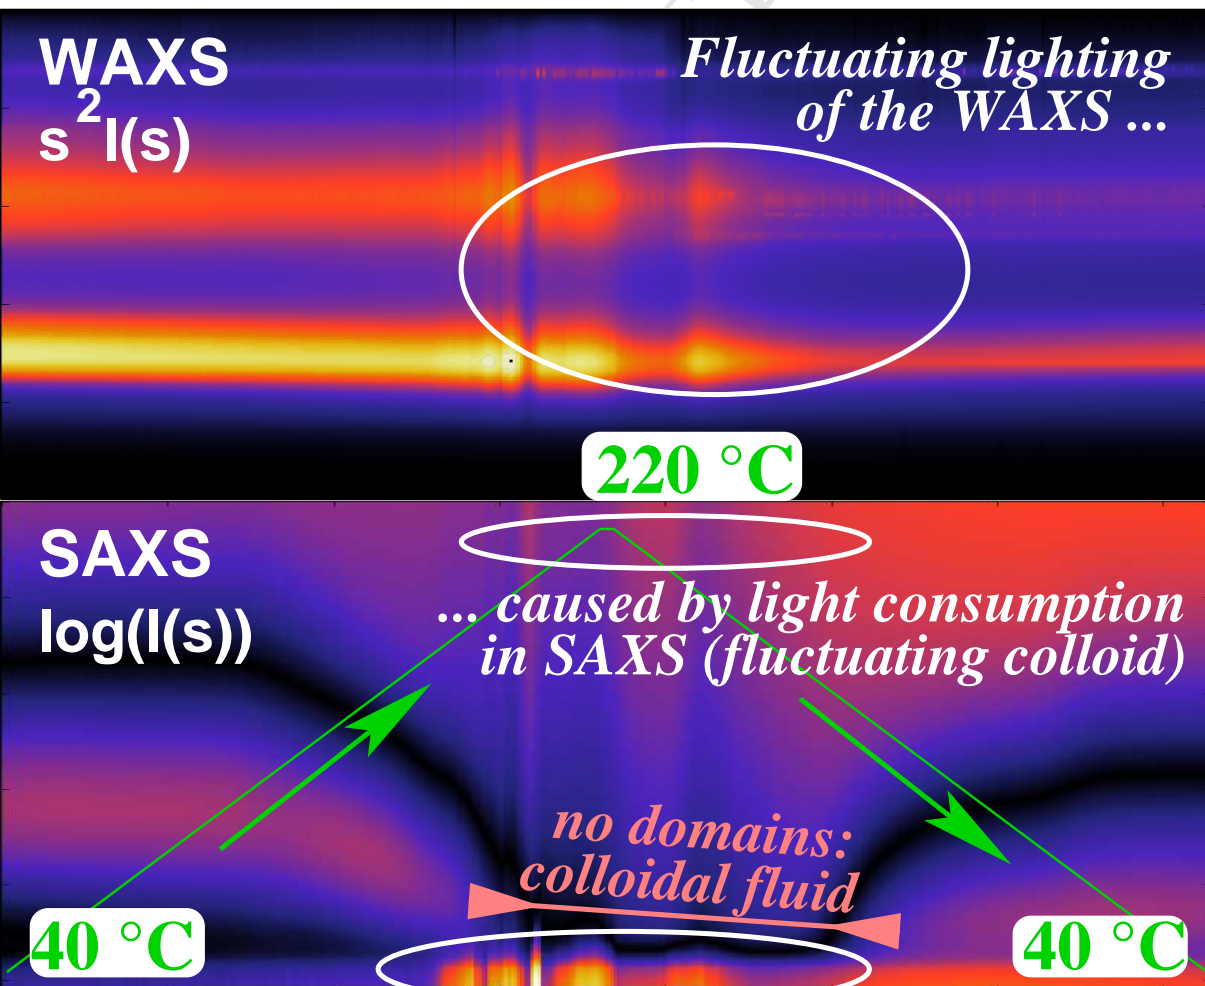 WAXS
s²I(s)
Fluctuating lighting
of the WAXS ...
220 °C
SAXS
log(I(s))
... caused by light consumption
in SAXS (fluctuating colloid)
no domains:
colloidal fluid
40 °C
40 °C